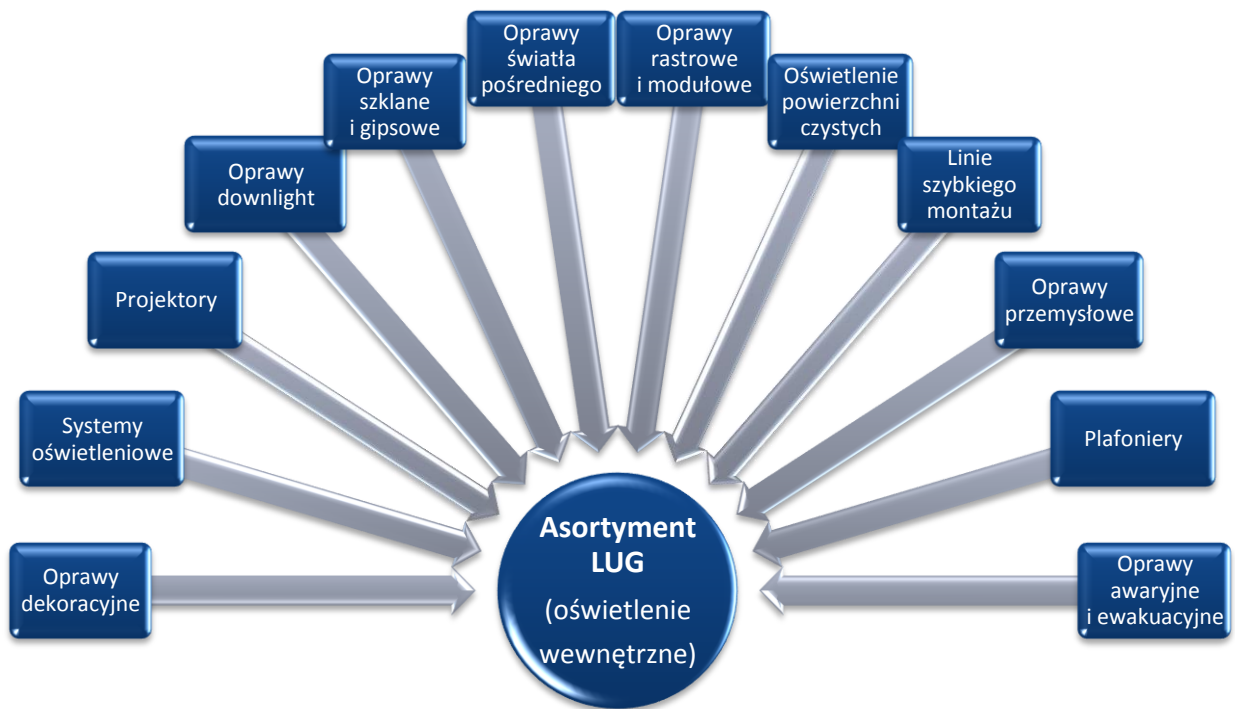 Oprawy
dekoracyjne
Systemy
oświetleniowe
Projektory
Oprawy
downlight
Oprawy
szklane
i gipsowe
Oprawy
światła
pośredniego
Oprawy
rastrowe
i modułowe
Oświetlenie
powierzchni
czystych
Linie
szybkiego
montażu
Oprawy
przemysłowe
Plafoniery
Oprawy
awaryjne
i ewakuacyjne
Asortyment
LUG
(oświetlenie
wewnętrzne)